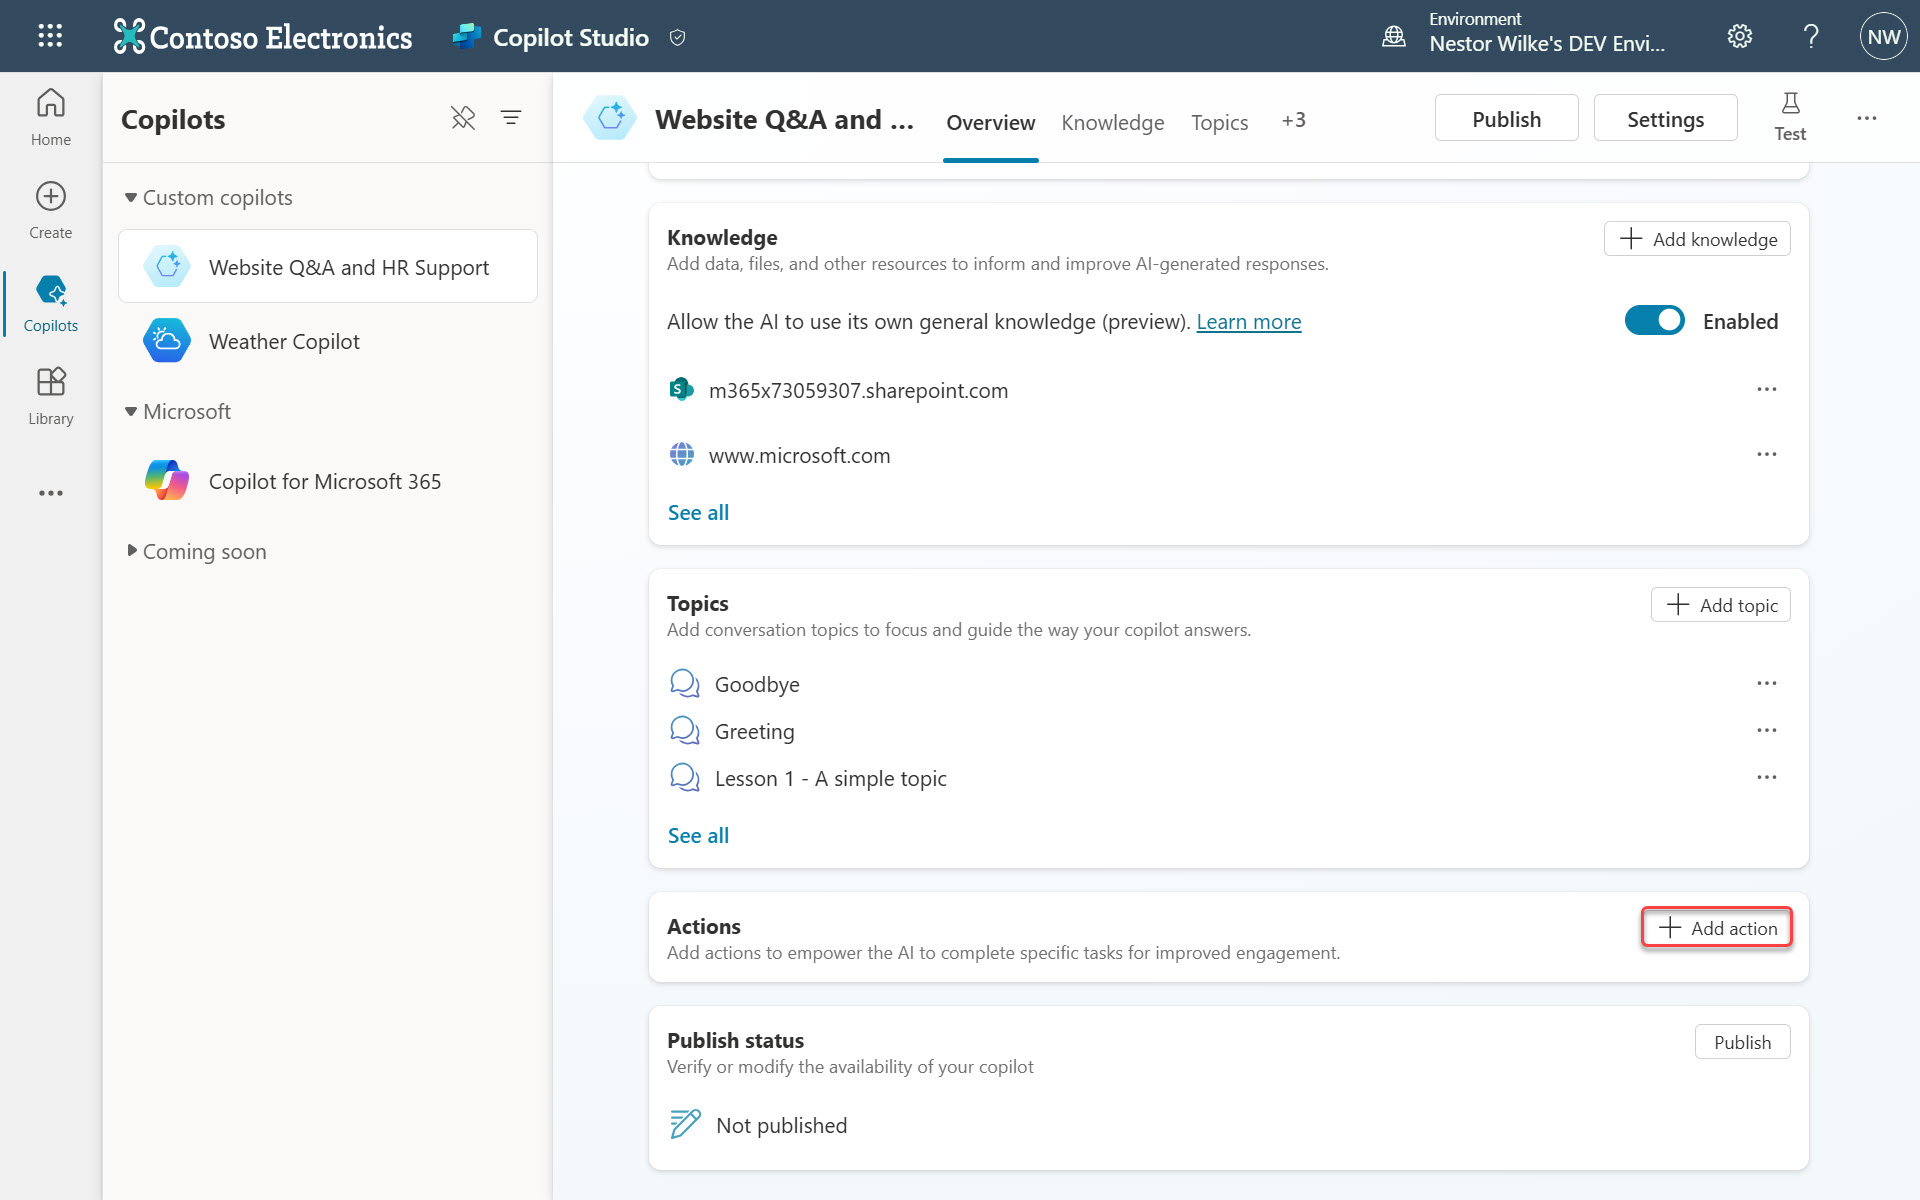 Contoso Electronics
Copilot Studio
Environment
Nestor Wilke's DEV Envi...
NW
Home
Create
Copilots
Library
Copilots
Custom copilots
Website Q&A and HR Support
Weather Copilot
Microsoft
Copilot for Microsoft 365
Coming soon
Website Q&A and ...
Overview
Knowledge
Topics
+3
Publish
Settings
Test
Knowledge
Add data, files, and other resources to inform and improve AI-generated responses.
Add knowledge
Allow the AI to use its own general knowledge (preview). Learn more
Enabled
m365x73059307.sharepoint.com
www.microsoft.com
See all
Topics
Add conversation topics to focus and guide the way your copilot answers.
Add topic
Goodbye
Greeting
Lesson 1 - A simple topic
See all
Actions
Add actions to empower the AI to complete specific tasks for improved engagement.
Add action
Publish status
Verify or modify the availability of your copilot
Publish
Not published